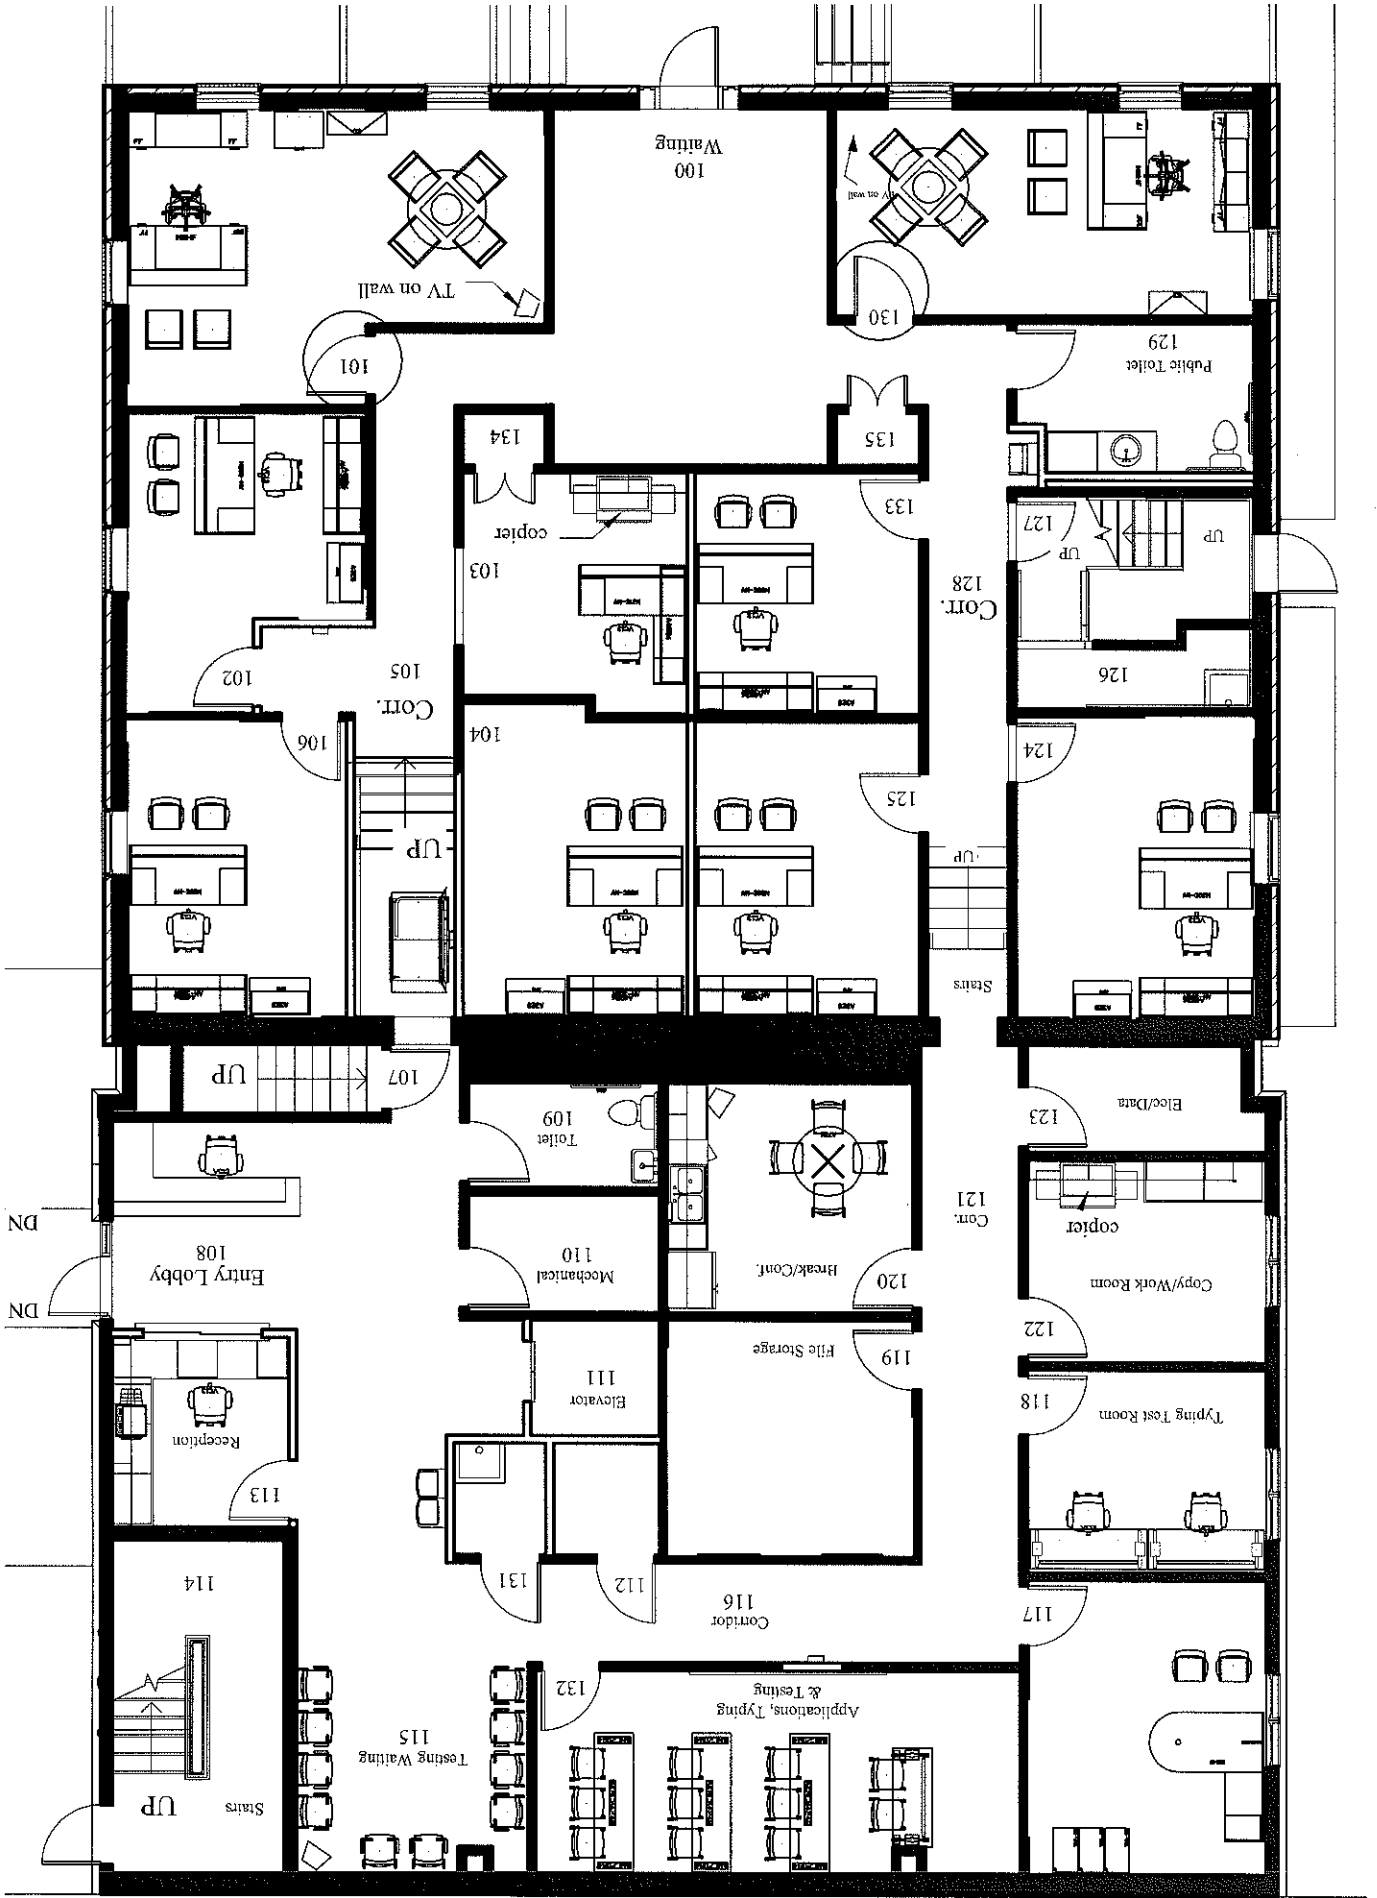 Stairs
UP
Testing Waiting
115
Applications, Typing
& Testing
132
117
Corridor
116
112
131
114
113
Reception
Typing Test Room
118
File Storage
119
Elevator
111
DN
122
Copy/Work Room
copier
120
Break/Conf.
Mechanical
110
Entry Lobby
108
DN
Corr.
121
Toilet
109
Elec/Data
123
107
UP
Stairs
UP
UP
125
124
106
104
Corr.
105
126
102
Corr.
128
103
127
UP
UP
133
copier
135
134
Public Toilet
129
101
130
TV on wall
TV on wall
100
Waiting